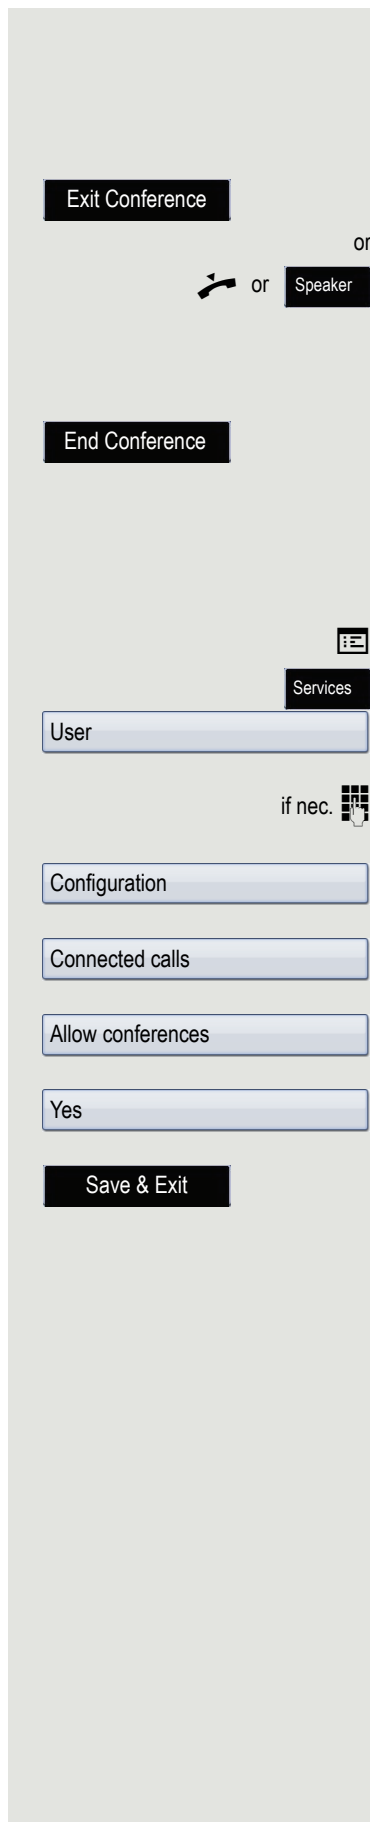 Exit Conference
or
or Speaker
End Conference
Services
User
if nec.
Configuration
Connected calls
Allow conferences
Yes
Save & Exit